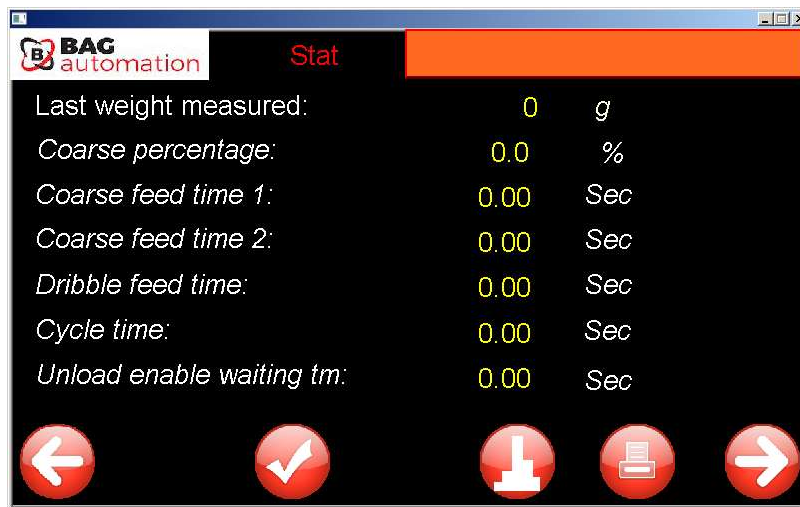 BAG
automation
Stat
Last weight measured: 0 g
Coarse percentage: 0.0 %
Coarse feed time 1: 0.00 Sec
Coarse feed time 2: 0.00 Sec
Dribble feed time: 0.00 Sec
Cycle time: 0.00 Sec
Unload enable waiting tm: 0.00 Sec